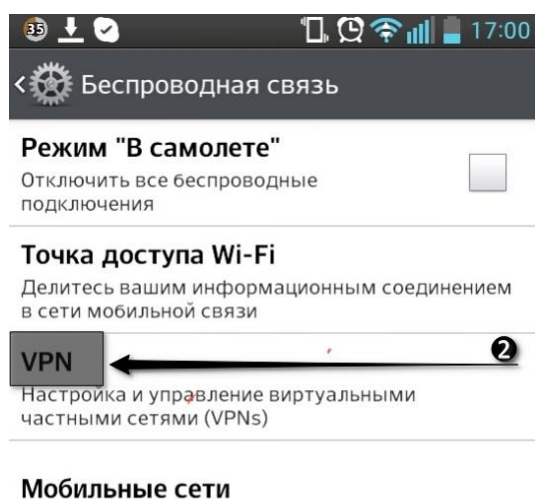 35 17:00
Беспроводная связь
Режим "В самолете"
Отключить все беспроводные
подключения
Точка доступа Wi-Fi
Делитесь вашим информационным соединением
в сети мобильной связи
VPN 2
Настройка и управление виртуальными
частными сетями (VPNs)
Мобильные сети